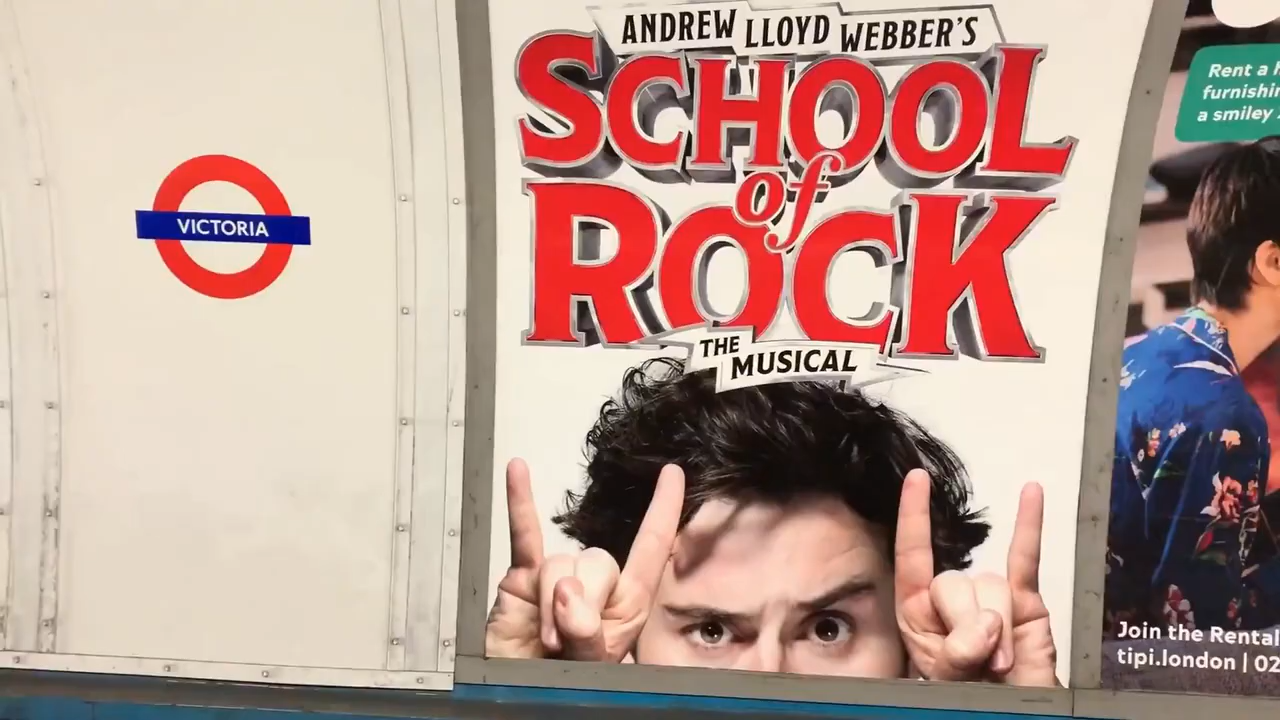 VICTORIA
ANDREW LLOYD WEBBER'S
SCHOOL
of
ROCK
THE
MUSICAL
Rent a
furnishin
a smiley
Join the Rental
tipi.london | 02